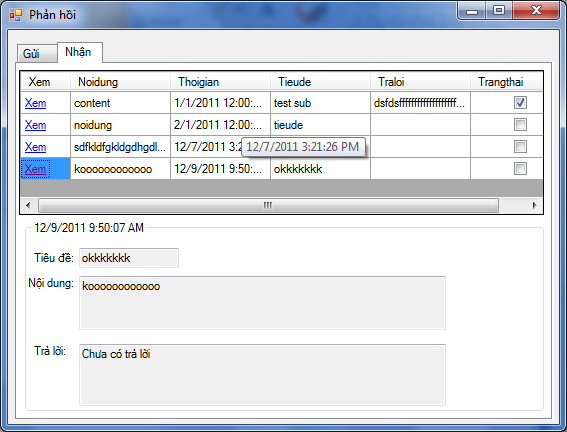 Phản hồi
Gửi Nhận
Xem Noidung Thoigian Tieude Traloi Trangthai
Xem content 1/1/2011 12:00:... test sub
Xem noidung 2/1/2011 12:00:... tieude
Xem sdfkldfgkldgdhgdl... 12/7/2011 3:2
12/7/2011 3:21:26 PM
Xem 12/9/2011 9:50:... okkkkkkk
12/9/2011 9:50:07 AM
Tiêu đề: okkkkkkk
Nội dung: koooooooooooo
Trả lời: Chưa có trả lời